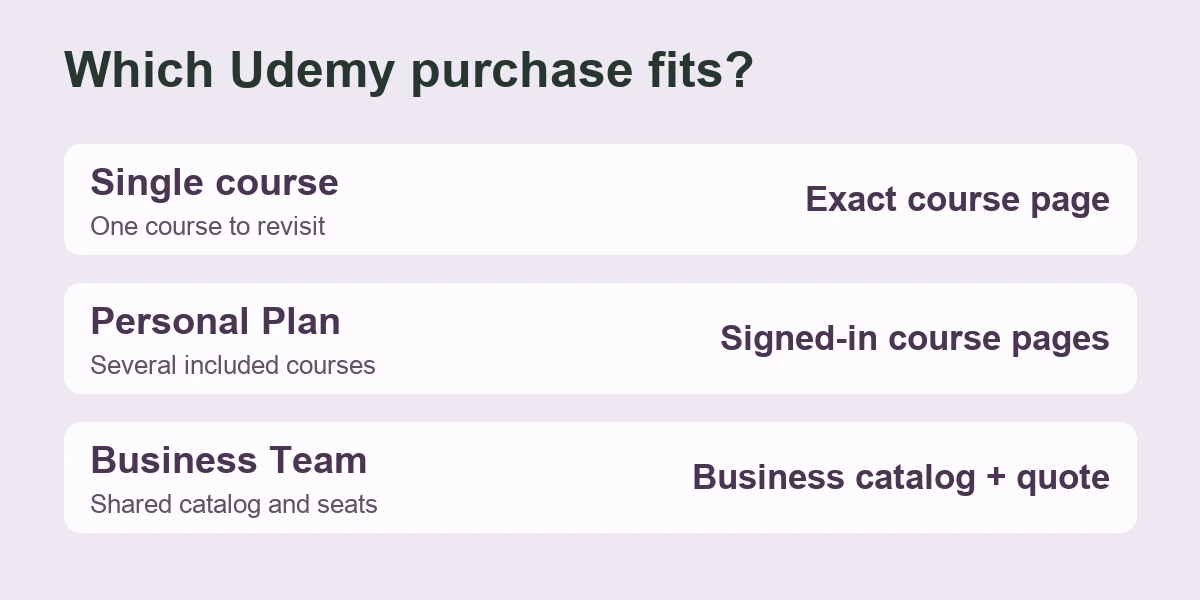 Which Udemy purchase fits?
Single course
One course to revisit
Exact course page
Personal Plan
Several included courses
Signed-in course pages
Business Team
Shared catalog and seats
Business catalog + quote